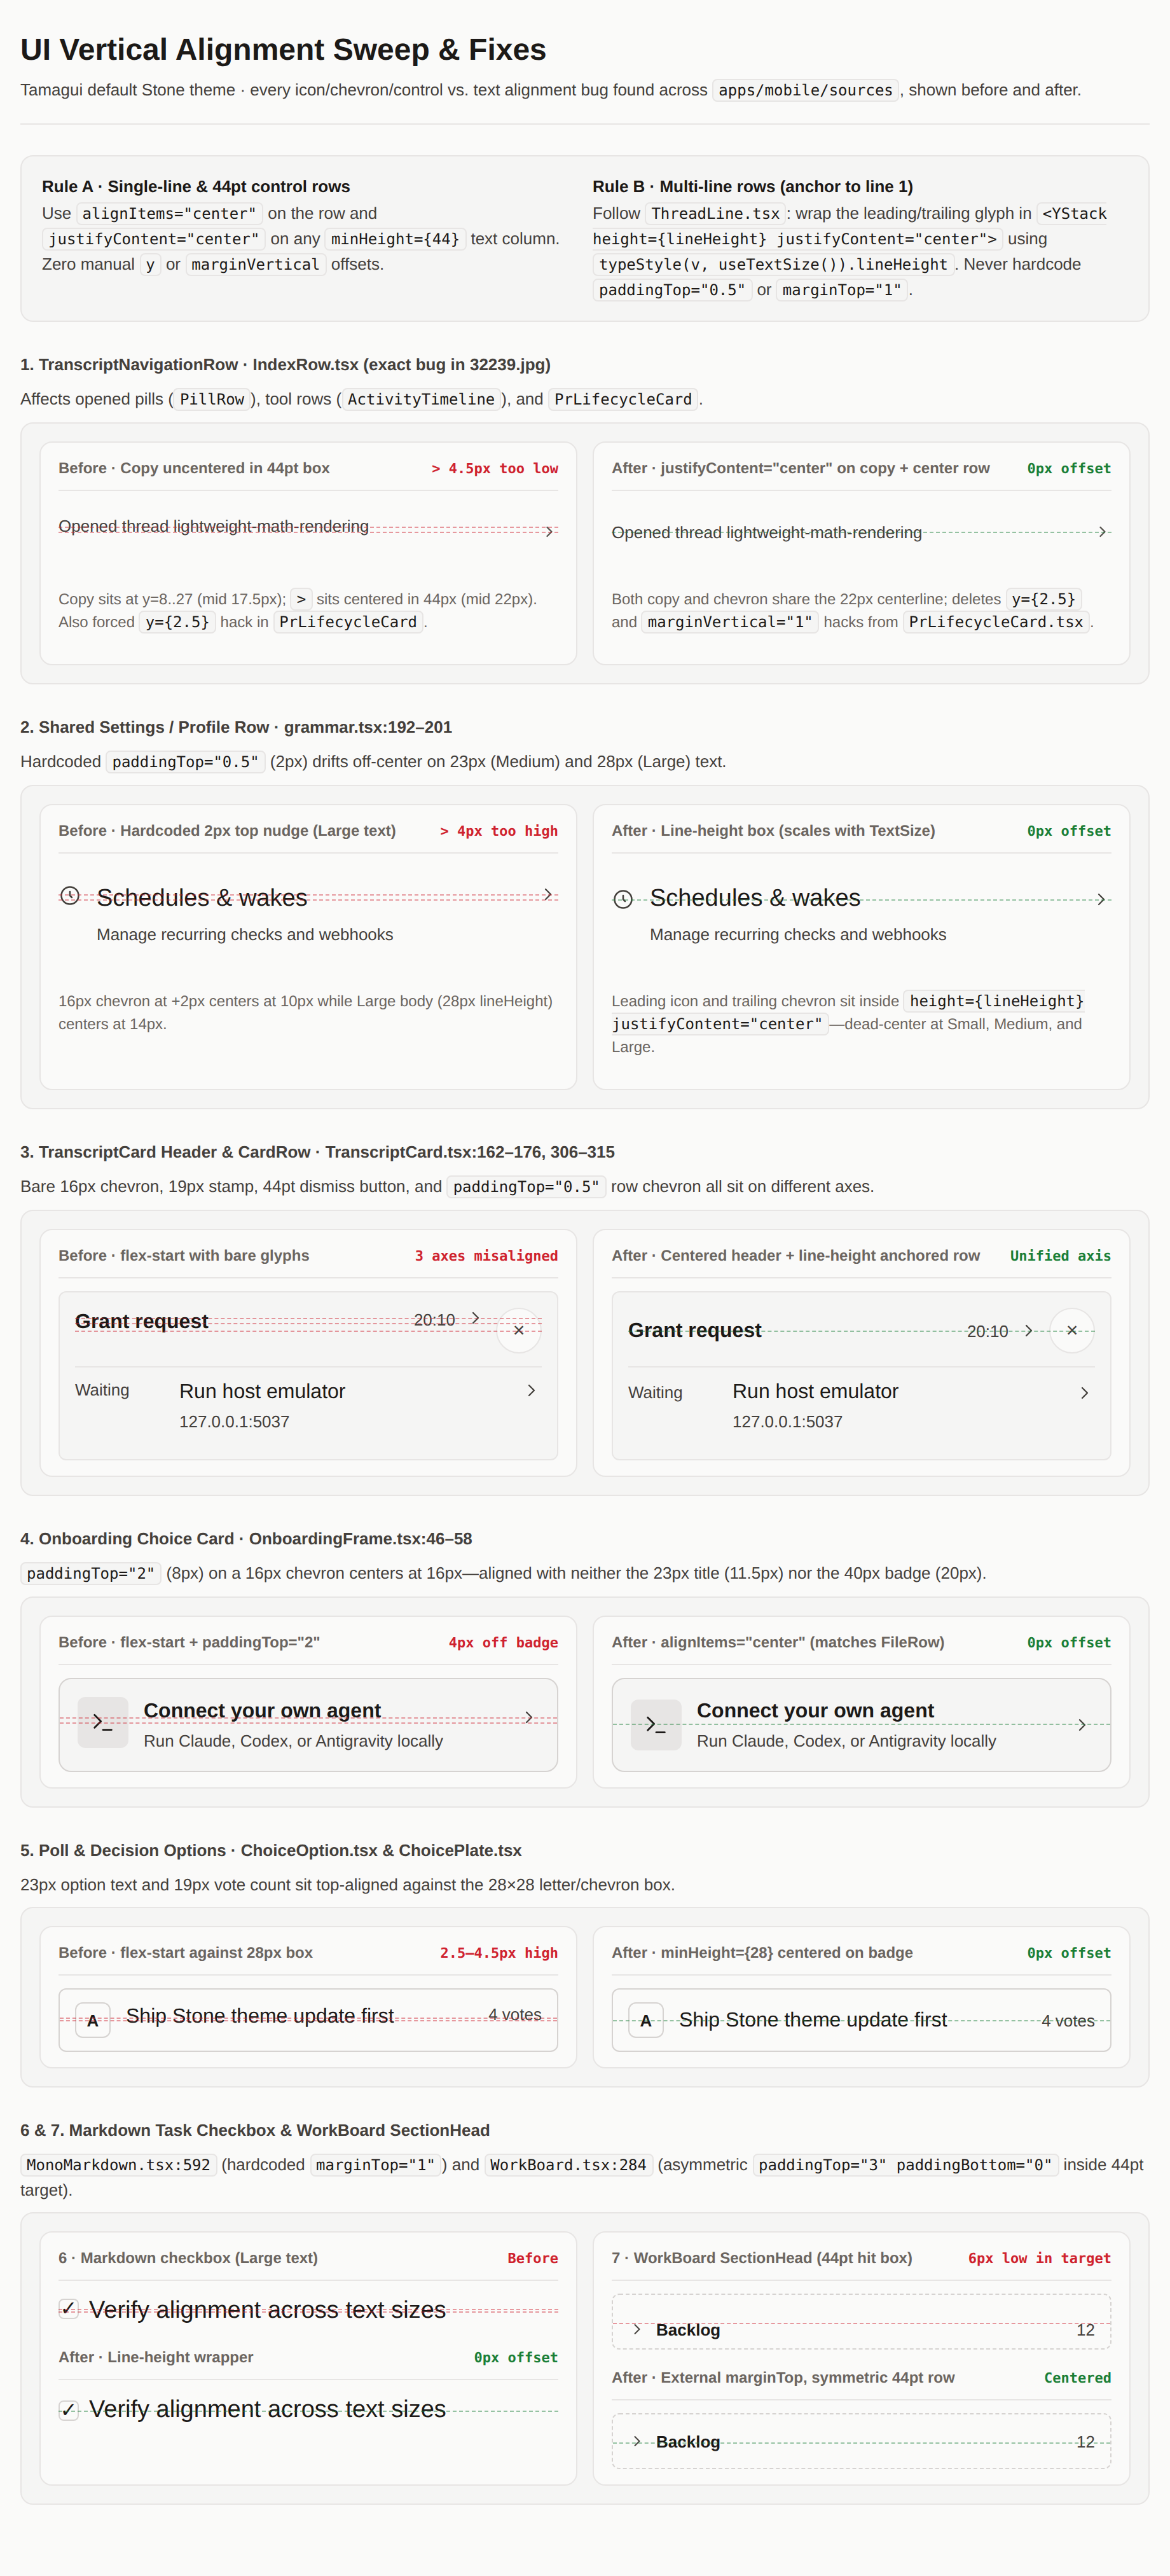 UI Vertical Alignment Sweep & Fixes
Tamagui default Stone theme · every icon/chevron/control vs. text alignment bug found across apps/mobile/sources, shown before and after.
Rule A · Single-line & 44pt control rows
Use alignItems="center" on the row and
justifyContent="center" on any minHeight={44} text column.
Zero manual y or marginVertical offsets.
Rule B · Multi-line rows (anchor to line 1)
Follow ThreadLine.tsx: wrap the leading/trailing glyph in <YStack
height={lineHeight} justifyContent="center"> using
typeStyle(v, useTextSize()).lineHeight. Never hardcode
paddingTop="0.5" or marginTop="1".
1. TranscriptNavigationRow · IndexRow.tsx (exact bug in 32239.jpg)
Affects opened pills (PillRow), tool rows (ActivityTimeline), and PrLifecycleCard.
Before · Copy uncentered in 44pt box > 4.5px too low
Opened thread lightweight-math-rendering
Copy sits at y=8..27 (mid 17.5px); > sits centered in 44px (mid 22px).
Also forced y={2.5} hack in PrLifecycleCard.
After · justifyContent="center" on copy + center row 0px offset
Opened thread lightweight-math-rendering
Both copy and chevron share the 22px centerline; deletes y={2.5}
and marginVertical="1" hacks from PrLifecycleCard.tsx.
2. Shared Settings / Profile Row · grammar.tsx:192–201
Hardcoded paddingTop="0.5" (2px) drifts off-center on 23px (Medium) and 28px (Large) text.
Before · Hardcoded 2px top nudge (Large text) > 4px too high
Schedules & wakes
Manage recurring checks and webhooks
16px chevron at +2px centers at 10px while Large body (28px lineHeight)
centers at 14px.
After · Line-height box (scales with TextSize) 0px offset
Schedules & wakes
Manage recurring checks and webhooks
Leading icon and trailing chevron sit inside height={lineHeight}
justifyContent="center"—dead-center at Small, Medium, and
Large.
3. TranscriptCard Header & CardRow · TranscriptCard.tsx:162–176, 306–315
Bare 16px chevron, 19px stamp, 44pt dismiss button, and paddingTop="0.5" row chevron all sit on different axes.
Before · flex-start with bare glyphs 3 axes misaligned
Grant request 20:10 ×
Waiting Run host emulator
127.0.0.1:5037
After · Centered header + line-height anchored row Unified axis
Grant request 20:10 ×
Waiting Run host emulator
127.0.0.1:5037
4. Onboarding Choice Card · OnboardingFrame.tsx:46–58
paddingTop="2" (8px) on a 16px chevron centers at 16px—aligned with neither the 23px title (11.5px) nor the 40px badge (20px).
Before · flex-start + paddingTop="2" 4px off badge
Connect your own agent
Run Claude, Codex, or Antigravity locally
After · alignItems="center" (matches FileRow) 0px offset
Connect your own agent
Run Claude, Codex, or Antigravity locally
5. Poll & Decision Options · ChoiceOption.tsx & ChoicePlate.tsx
23px option text and 19px vote count sit top-aligned against the 28×28 letter/chevron box.
Before · flex-start against 28px box 2.5–4.5px high
A Ship Stone theme update first 4 votes
After · minHeight={28} centered on badge 0px offset
A Ship Stone theme update first 4 votes
6 & 7. Markdown Task Checkbox & WorkBoard SectionHead
MonoMarkdown.tsx:592 (hardcoded marginTop="1") and WorkBoard.tsx:284 (asymmetric paddingTop="3" paddingBottom="0" inside 44pt
target).
6 · Markdown checkbox (Large text) Before
✓ Verify alignment across text sizes
After · Line-height wrapper 0px offset
✓ Verify alignment across text sizes
7 · WorkBoard SectionHead (44pt hit box) 6px low in target
Backlog 12
After · External marginTop, symmetric 44pt row Centered
Backlog 12